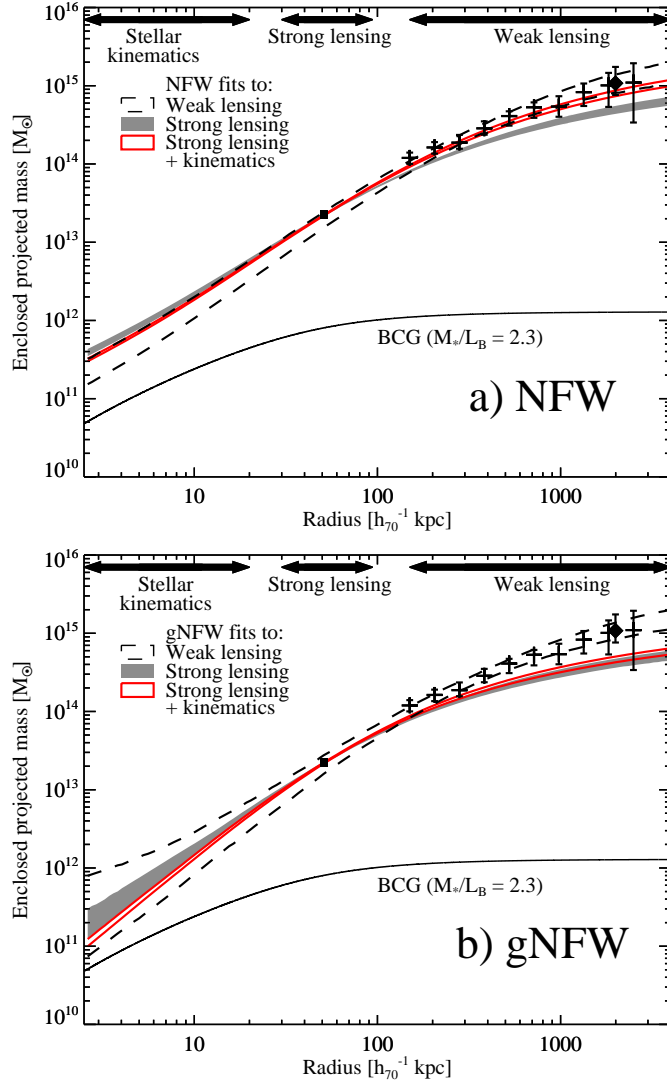 10^16
10^15
10^14
10^13
10^12
10^11
10^10
Enclosed projected mass [M⊙]
Stellar kinematics
Strong lensing
Weak lensing
NFW fits to:
Weak lensing
Strong lensing
Strong lensing
+ kinematics
BCG (M*/L_B = 2.3)
a) NFW
10 100 1000
Radius [h_70^-1 kpc]
10^16
10^15
10^14
10^13
10^12
10^11
10^10
Enclosed projected mass [M⊙]
Stellar kinematics
Strong lensing
Weak lensing
gNFW fits to:
Weak lensing
Strong lensing
Strong lensing
+ kinematics
BCG (M*/L_B = 2.3)
b) gNFW
10 100 1000
Radius [h_70^-1 kpc]